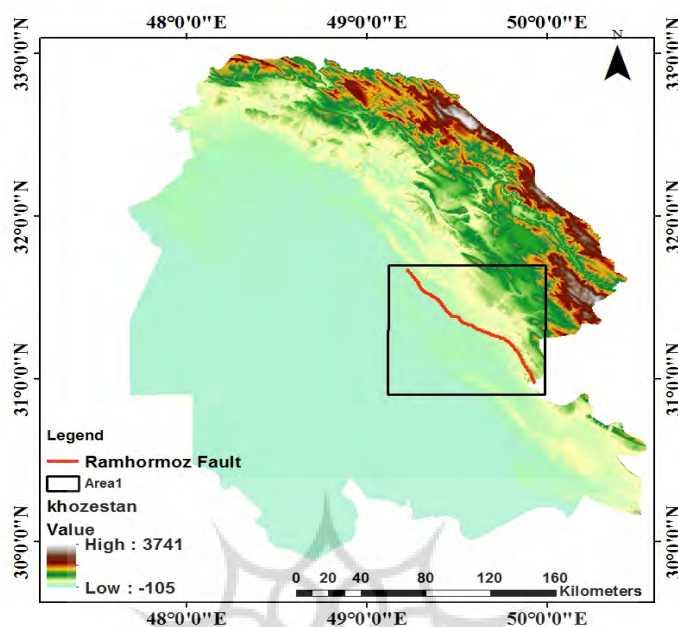 48°0'0"E 49°0'0"E 50°0'0"E
N
33°0'0"N 33°0'0"N
32°0'0"N 32°0'0"N
31°0'0"N 31°0'0"N
30°0'0"N 30°0'0"N
Legend
Ramhormoz Fault
Area1
khozestan
Value
High : 3741
Low : -105
0 20 40 80 120 160
Kilometers
48°0'0"E 49°0'0"E 50°0'0"E